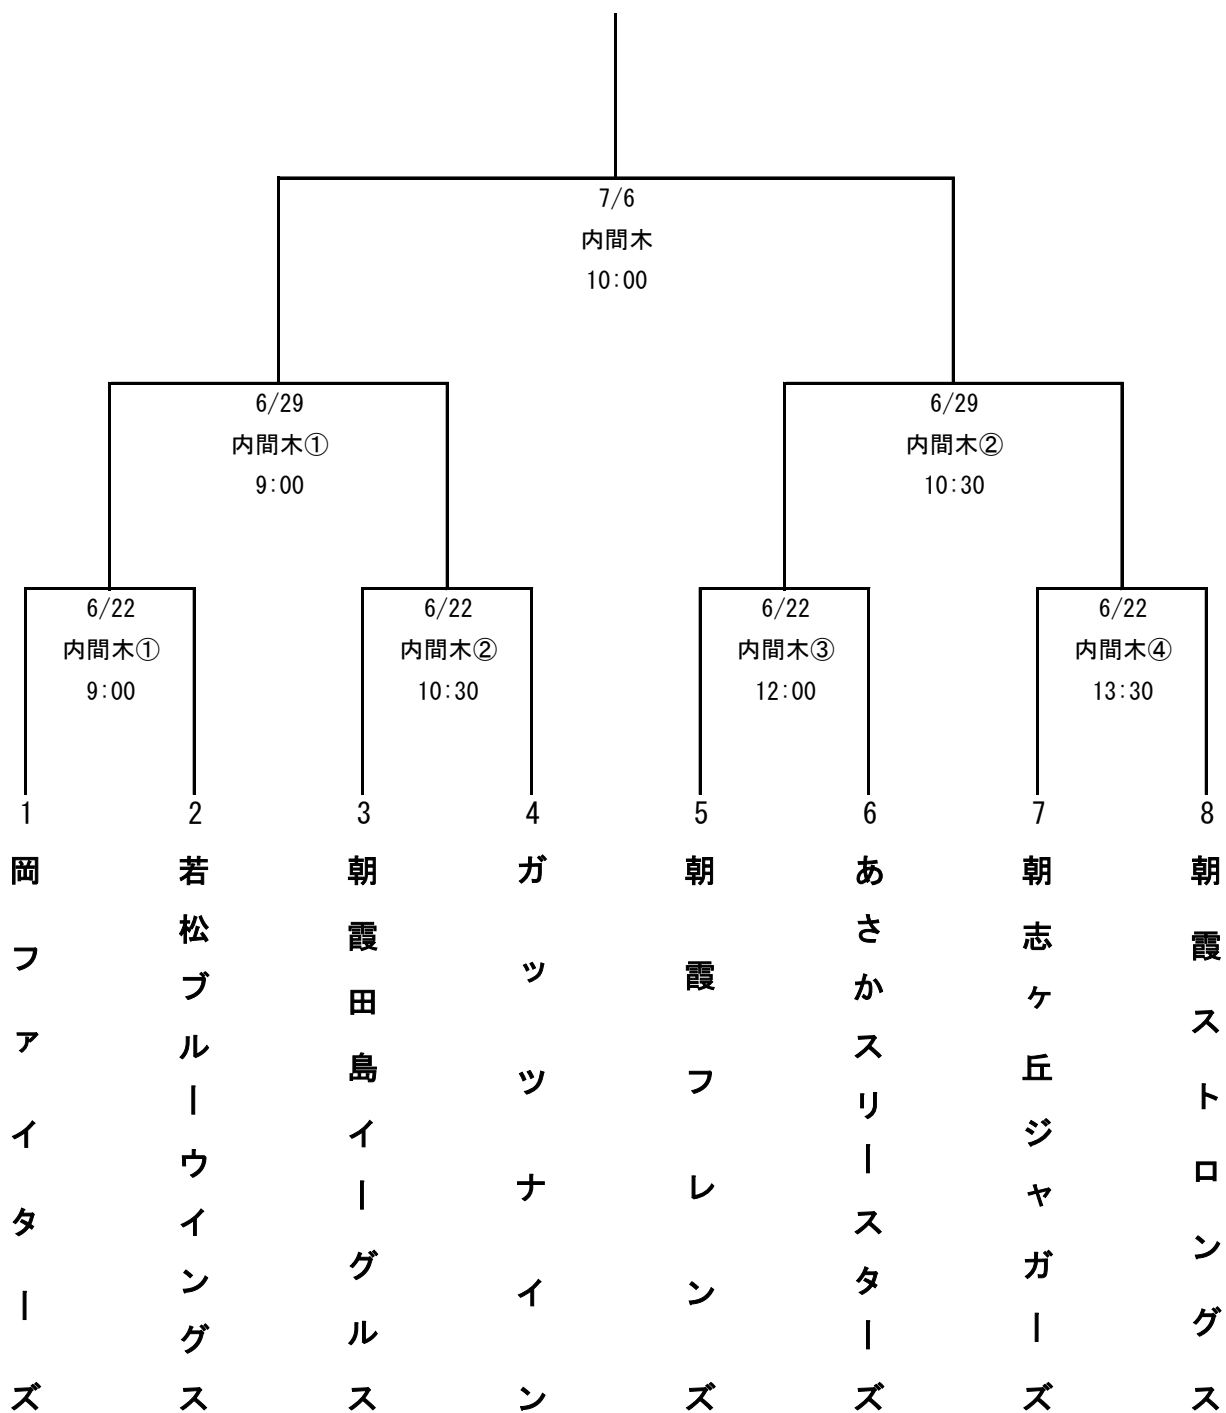 7/6
内間木
10:00
6/29
内間木①
9:00
6/29
内間木②
10:30
6/22
内間木①
9:00
6/22
内間木②
10:30
6/22
内間木③
12:00
6/22
内間木④
13:30
1
岡ファイターズ
2
若松ブルーウイングス
3
朝霞田島イーグルス
4
ガッツナイン
5
朝霞フレンズ
6
あさかスリースターズ
7
朝志ヶ丘ジャガーズ
8
朝霞ストロングス